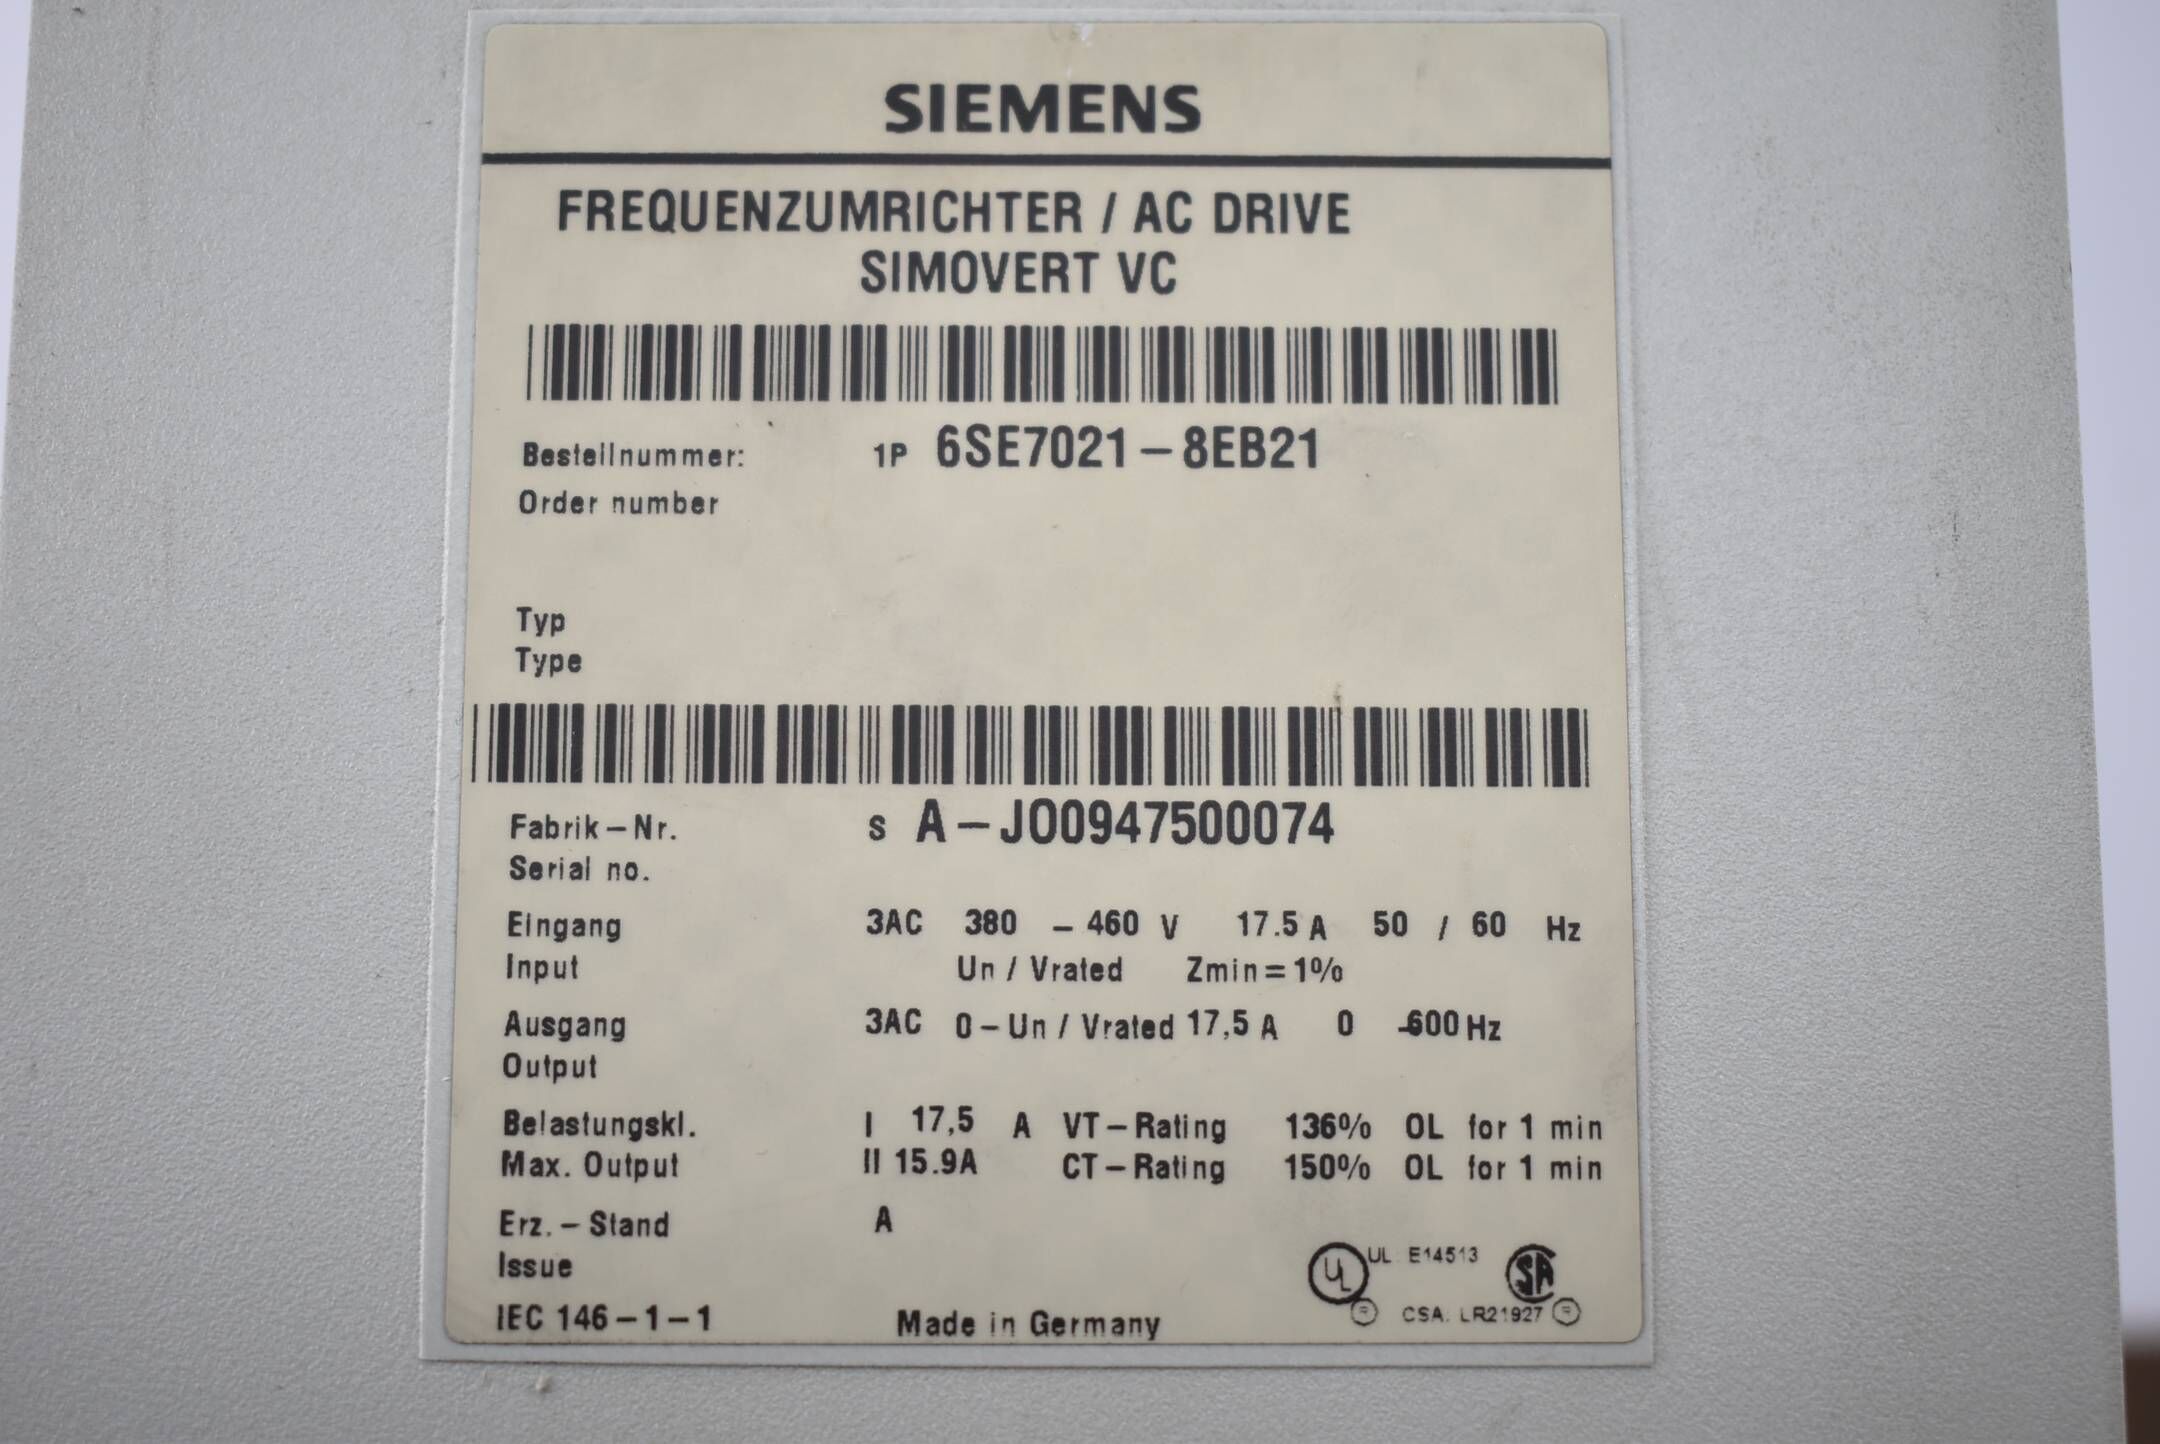 SIEMENS
FREQUENZUMRICHTER / AC DRIVE
SIMOVERT VC
Bestellnummer: 1P 6SE7021-8EB21
Order number
Typ
Type
Fabrik-Nr. S A-J00947500074
Serial no.
Eingang 3AC 380 - 460 V 17.5 A 50 / 60 Hz
Input Un / Vrated Zmin=1%
Ausgang 3AC 0-Un / Vrated 17,5 A 0 -600 Hz
Output
Belastungskl. I 17,5 A VT-Rating 136% OL for 1 min
Max. Output II 15.9A CT-Rating 150% OL for 1 min
Erz.-Stand A
Issue
UL UL E14513 SA
IEC 146-1-1 Made in Germany ® CSA. LR21927 ®